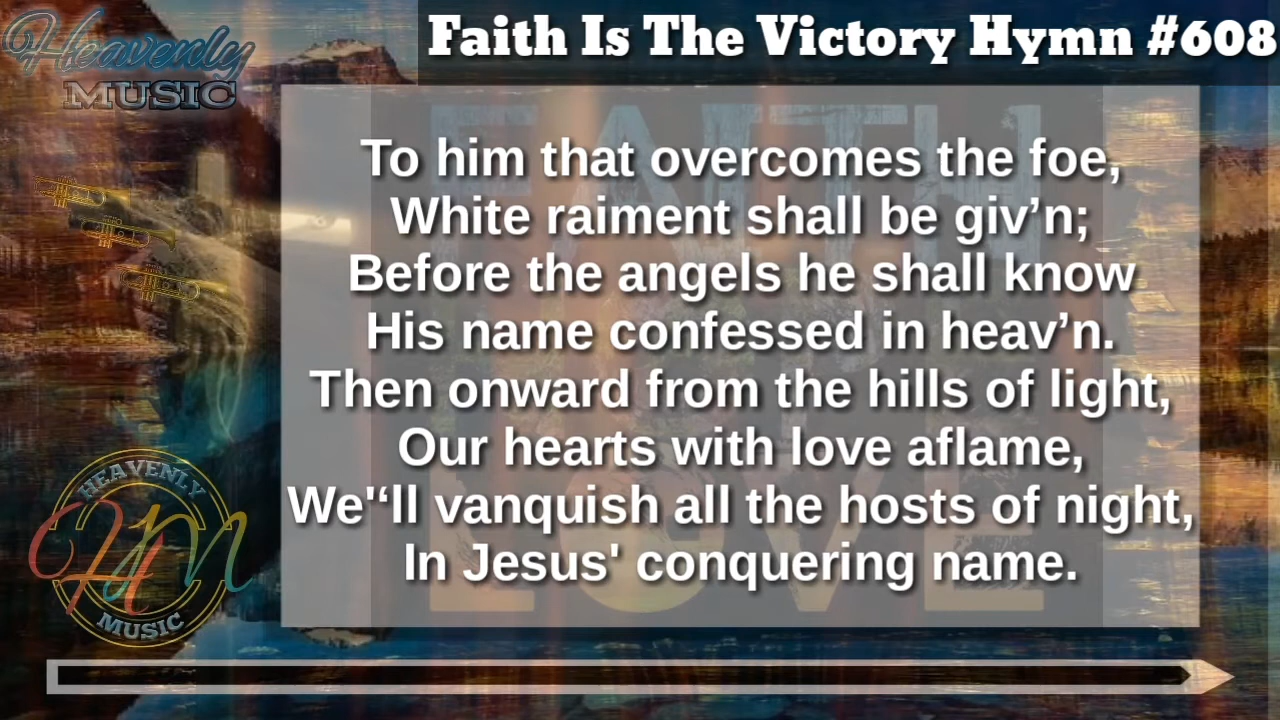 Heavenly
MUSIC
Faith Is The Victory Hymn #608
FAITH
LOVE
To him that overcomes the foe,
White raiment shall be giv’n;
Before the angels he shall know
His name confessed in heav’n.
Then onward from the hills of light,
Our hearts with love aflame,
We'‘ll vanquish all the hosts of night,
In Jesus' conquering name.
HEAVENLY
HM
MUSIC